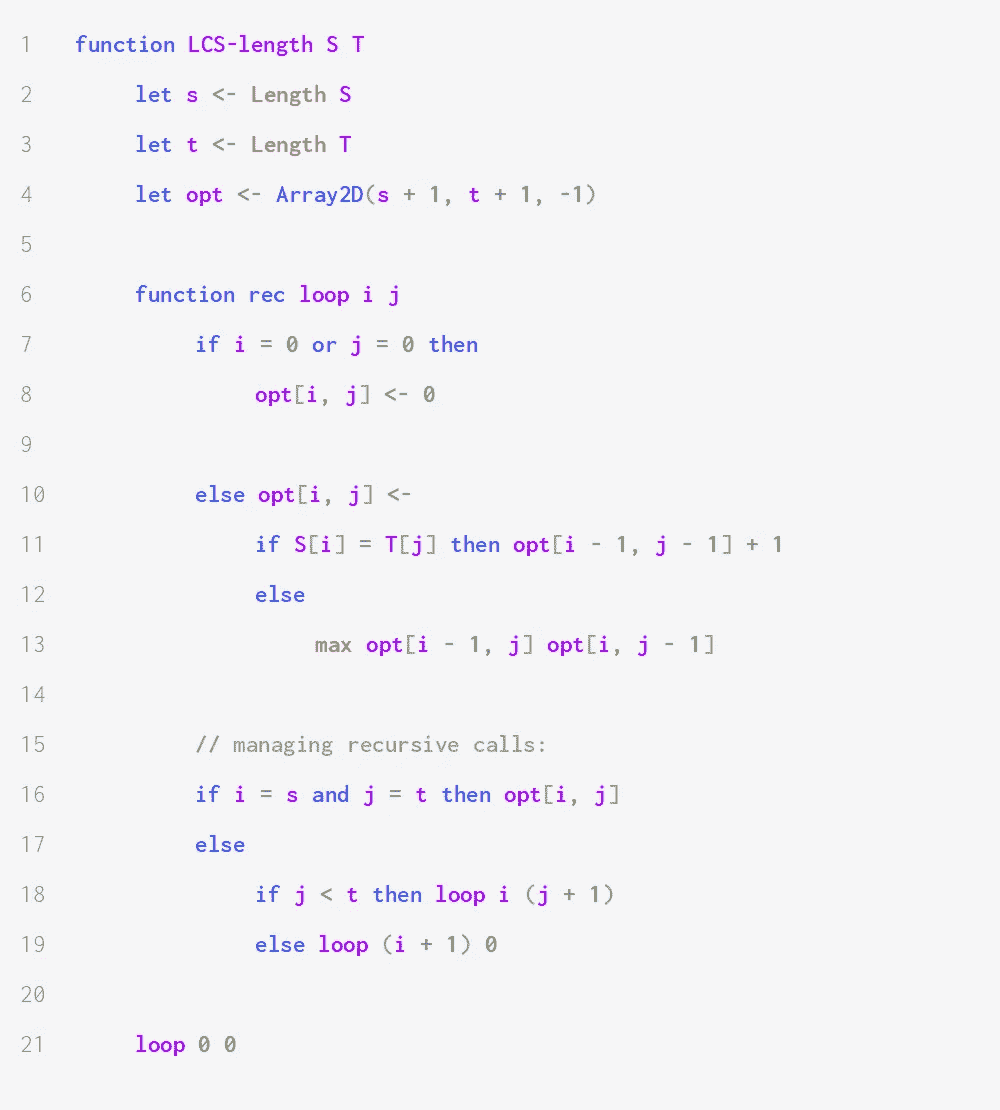 1 function LCS-length S T
2 let s <- Length S
3 let t <- Length T
4 let opt <- Array2D(s + 1, t + 1, -1)
5
6 function rec loop i j
7 if i = 0 or j = 0 then
8 opt[i, j] <- 0
9
10 else opt[i, j] <-
11 if S[i] = T[j] then opt[i - 1, j - 1] + 1
12 else
13 max opt[i - 1, j] opt[i, j - 1]
14
15 // managing recursive calls:
16 if i = s and j = t then opt[i, j]
17 else
18 if j < t then loop i (j + 1)
19 else loop (i + 1) 0
20
21 loop 0 0